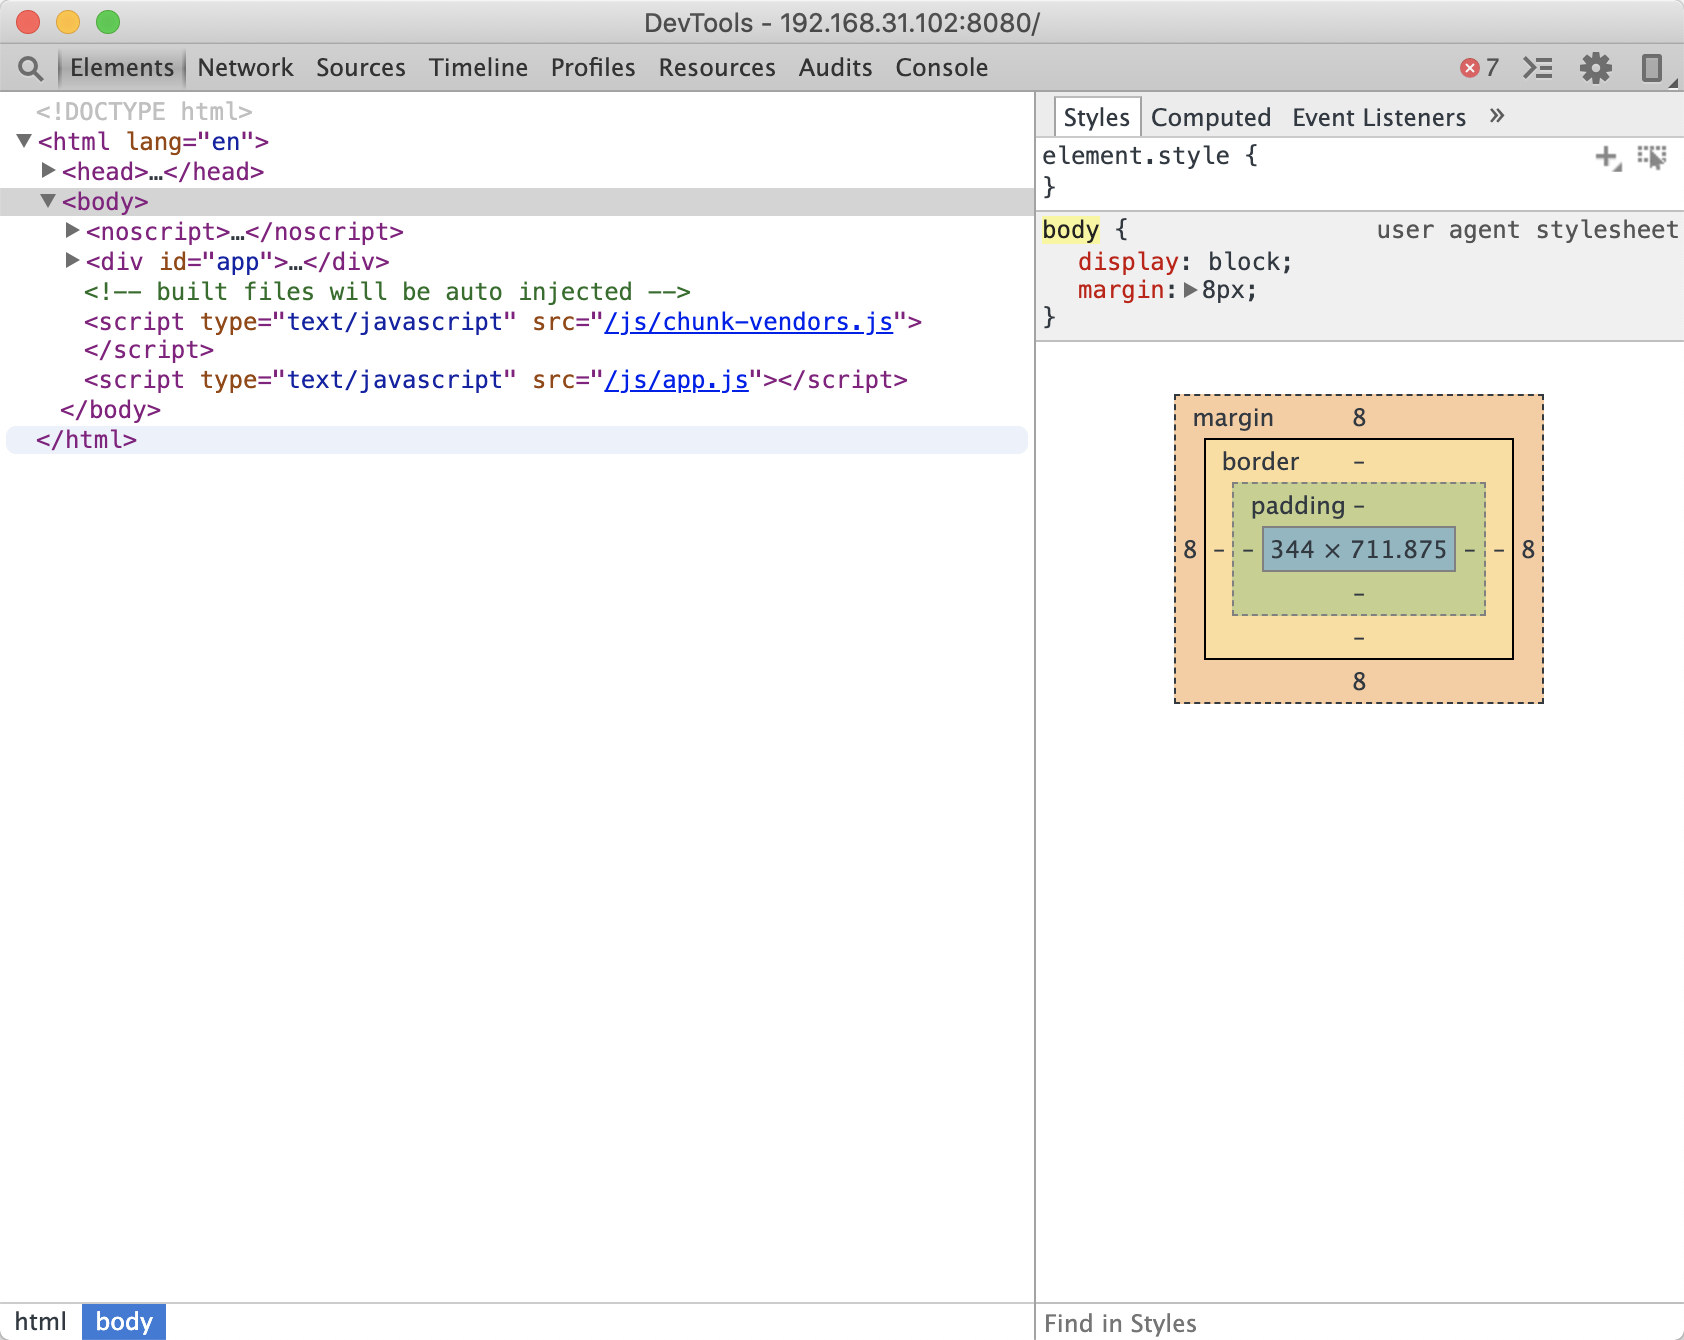 DevTools - 192.168.31.102:8080/
Elements Network Sources Timeline Profiles Resources Audits Console 7
<!DOCTYPE html>
<html lang="en">
<head>…</head>
<body>
<noscript>…</noscript>
<div id="app">…</div>
<!-- built files will be auto injected -->
<script type="text/javascript" src="/js/chunk-vendors.js">
</script>
<script type="text/javascript" src="/js/app.js"></script>
</body>
</html>
html body
Styles Computed Event Listeners »
element.style {
}
body { user agent stylesheet
display: block;
margin: 8px;
}
margin 8
border -
padding -
8 - - 344 × 711.875 - - 8
-
-
8
Find in Styles